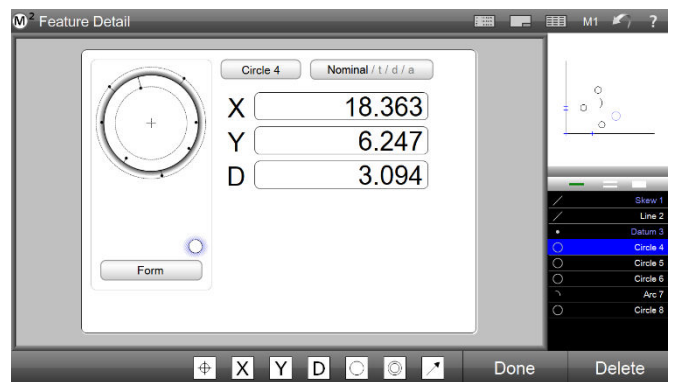 M² Feature Detail
M1 ?
Circle 4 Nominal / t / d / a
X 18.363
Y 6.247
D 3.094
Form
Skew 1
Line 2
Datum 3
Circle 4
Circle 5
Circle 6
Arc 7
Circle 8
X Y D Done Delete